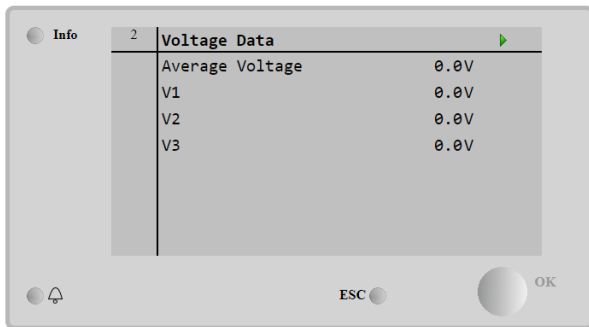 Info
2 Voltage Data
Average Voltage 0.0V
V1 0.0V
V2 0.0V
V3 0.0V
ESC
OK